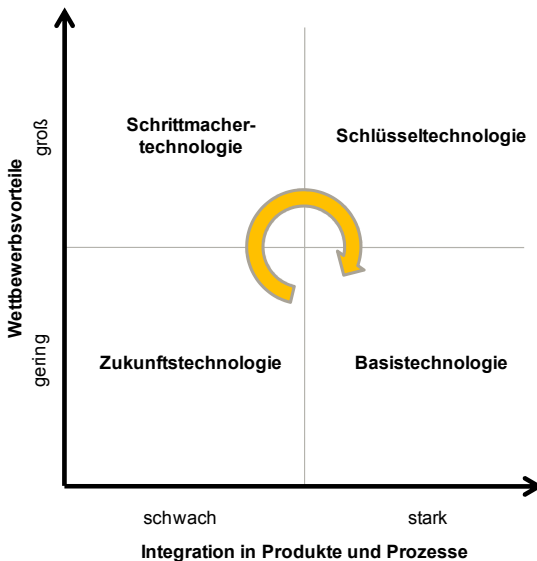 Wettbewerbsvorteile
groß
gering
Schrittmacher-
technologie
Schlüsseltechnologie
Zukunftstechnologie
Basistechnologie
schwach
stark
Integration in Produkte und Prozesse